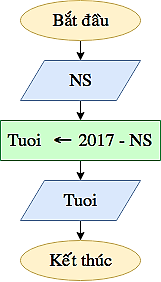 Bắt đầu
NS
Tuoi ← 2017 - NS
Tuoi
Kết thúc